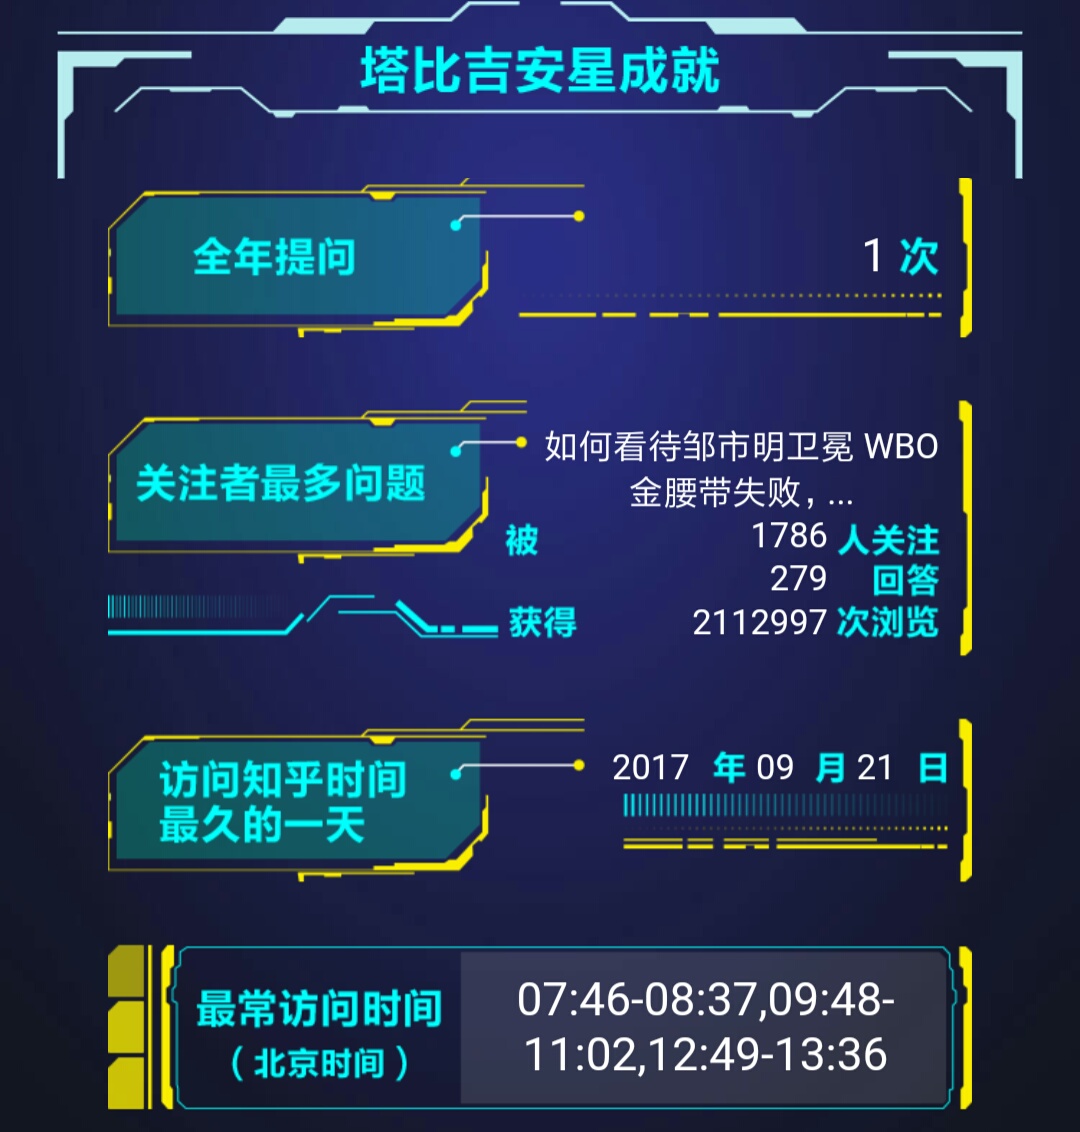 塔比吉安星成就
全年提问
1 次
关注者最多问题
如何看待邹市明卫冕 WBO
金腰带失败，...
被 1786 人关注
279 回答
获得 2112997 次浏览
访问知乎时间
最久的一天
2017 年 09 月 21 日
最常访问时间
（北京时间）
07:46-08:37,09:48-
11:02,12:49-13:36